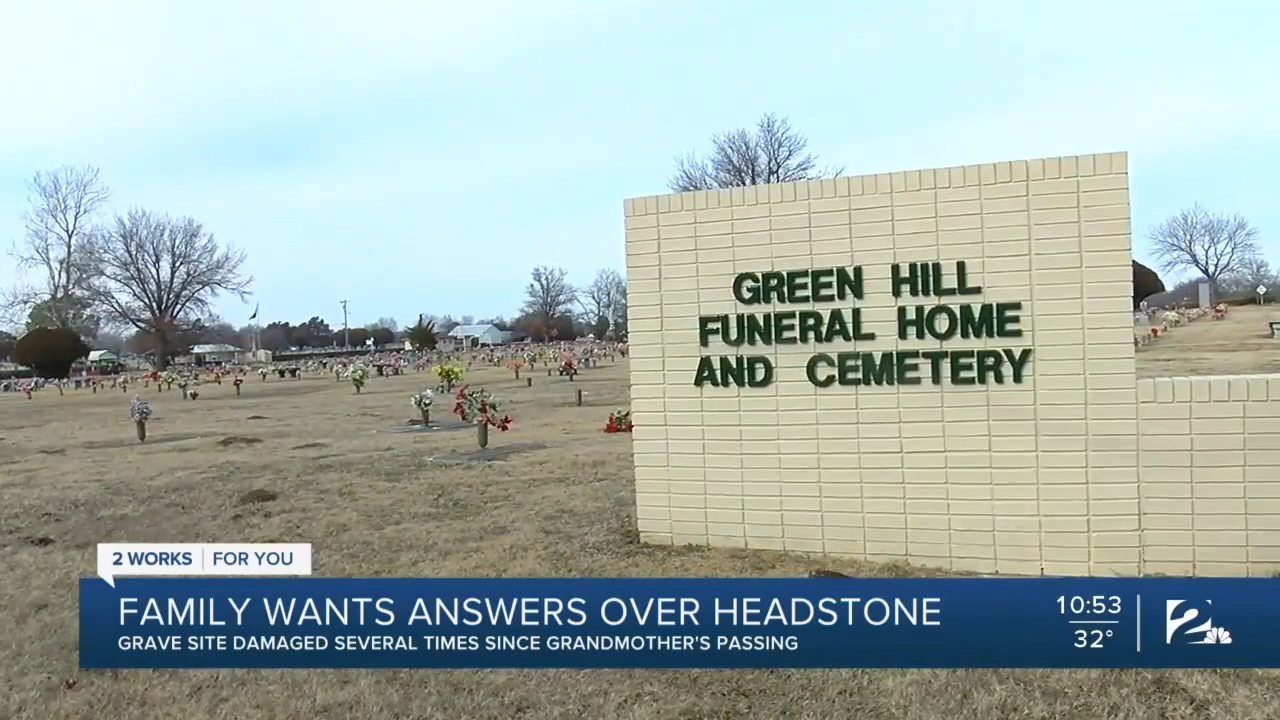 GREEN HILL
FUNERAL HOME
AND CEMETERY
2 WORKS FOR YOU
FAMILY WANTS ANSWERS OVER HEADSTONE
10:53
GRAVE SITE DAMAGED SEVERAL TIMES SINCE GRANDMOTHER'S PASSING
32°
2